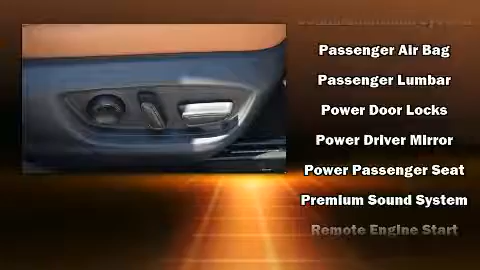 Passenger Air Bag
Passenger Lumbar
Power Door Locks
Power Driver Mirror
Power Passenger Seat
Premium Sound System
Remote Engine Start